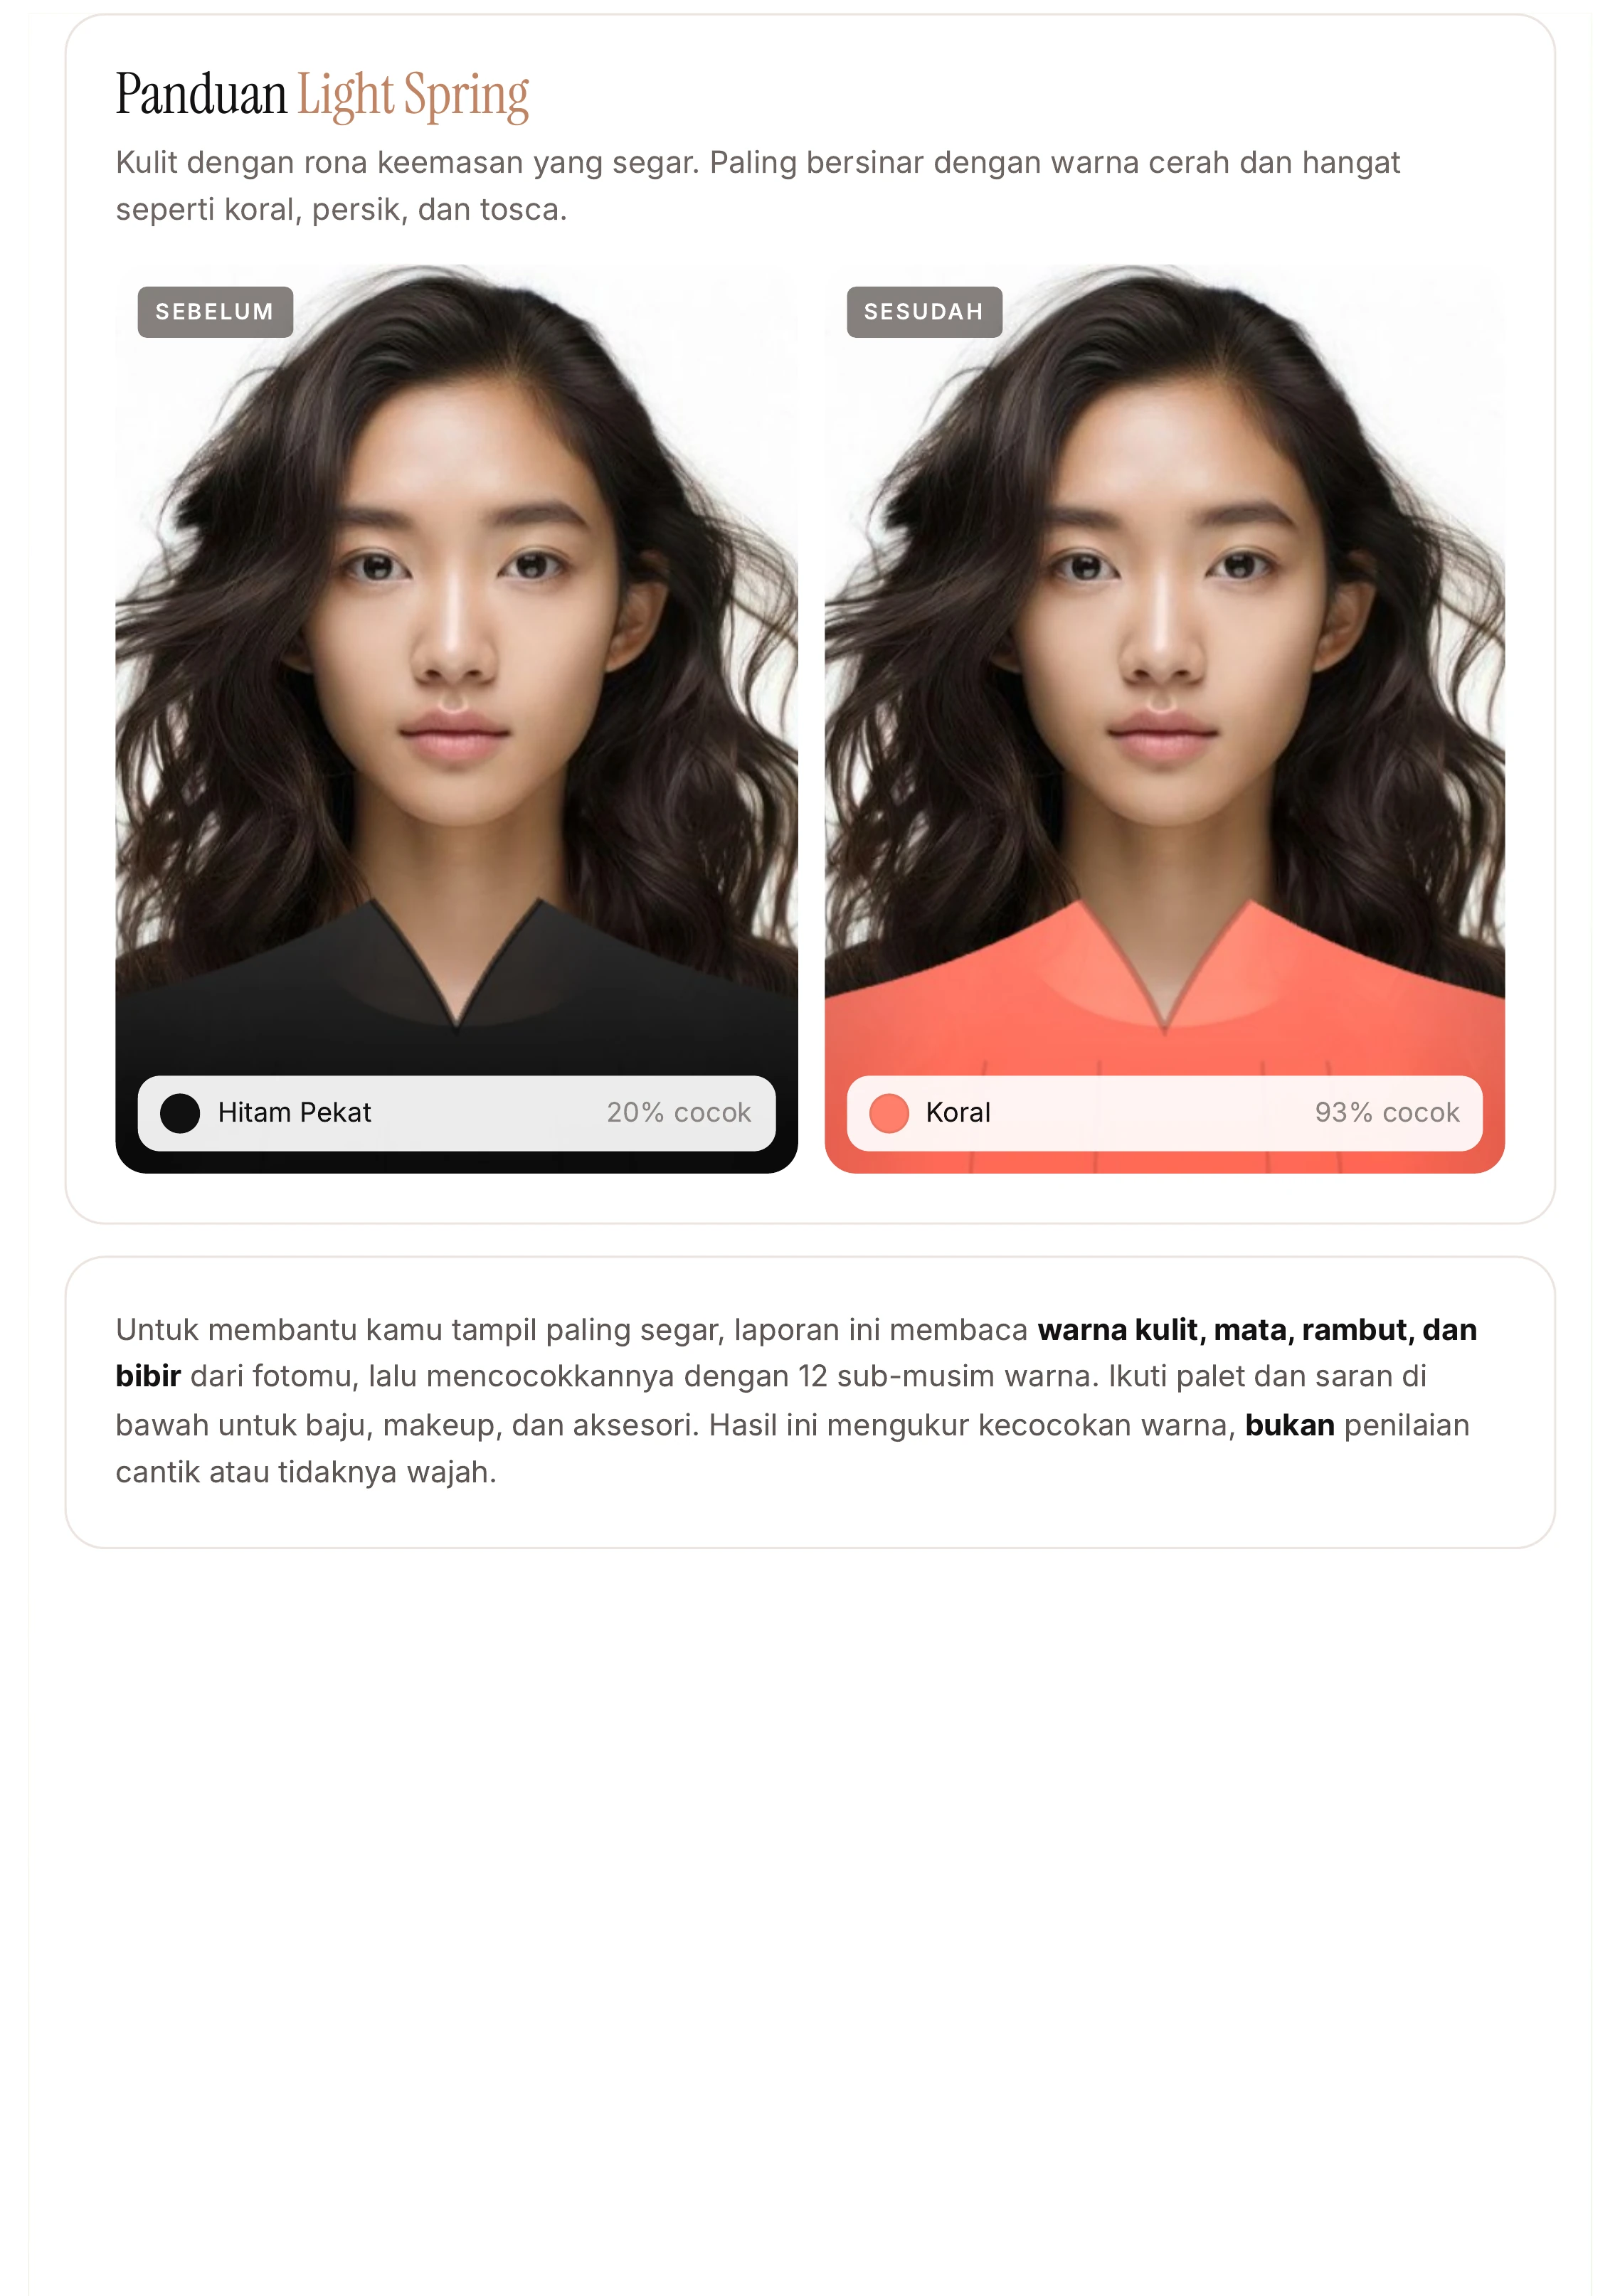 Panduan Light Spring
Kulit dengan rona keemasan yang segar. Paling bersinar dengan warna cerah dan hangat
seperti koral, persik, dan tosca.
SEBELUM
SESUDAH
Hitam Pekat 20% cocok
Koral 93% cocok
Untuk membantu kamu tampil paling segar, laporan ini membaca warna kulit, mata, rambut, dan
bibir dari fotomu, lalu mencocokkannya dengan 12 sub-musim warna. Ikuti palet dan saran di
bawah untuk baju, makeup, dan aksesori. Hasil ini mengukur kecocokan warna, bukan penilaian
cantik atau tidaknya wajah.